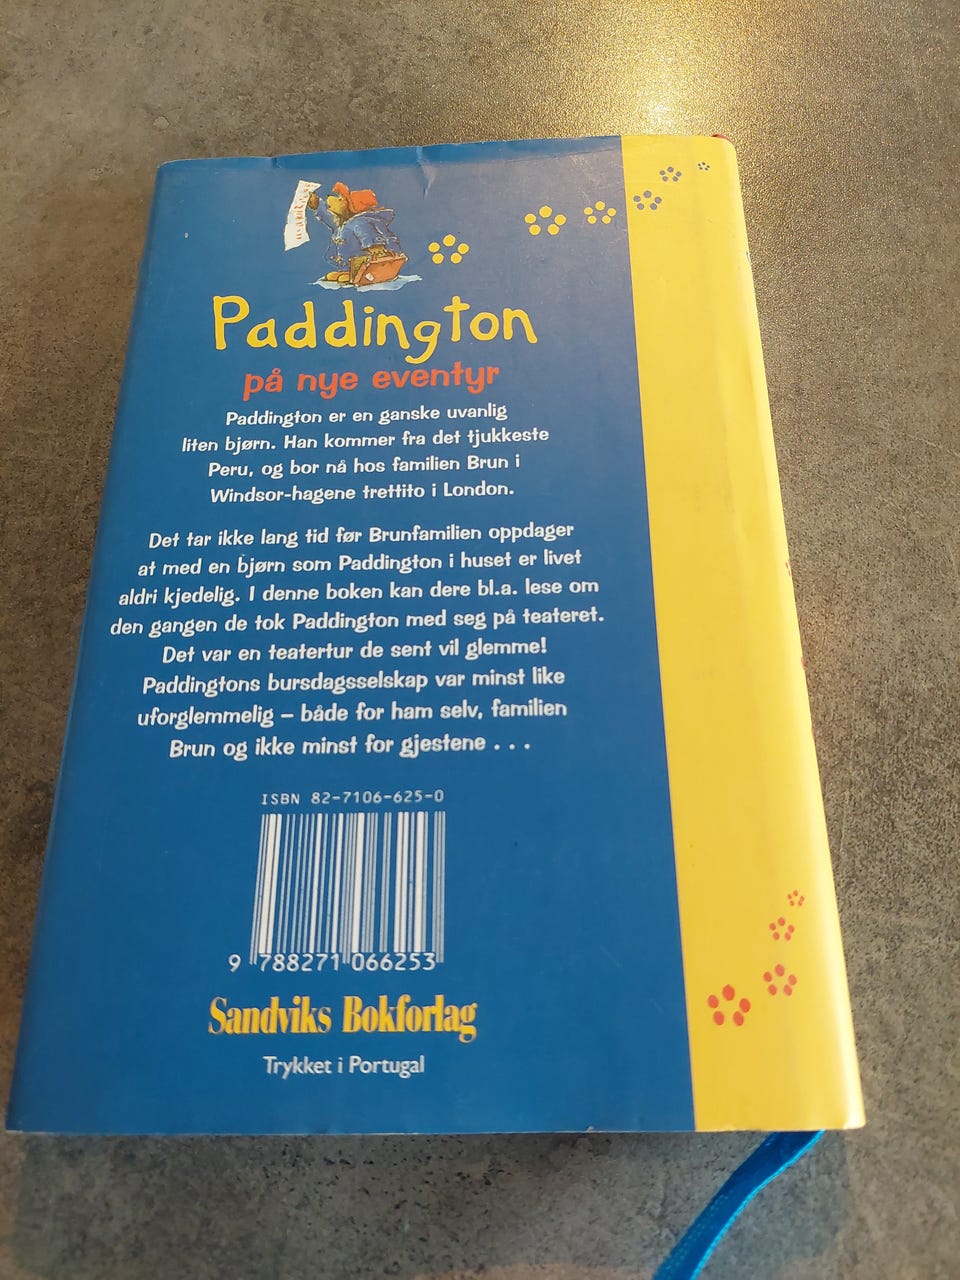 Paddington
på nye eventyr
Paddington er en ganske uvanlig
liten bjørn. Han kommer fra det tjukkeste
Peru, og bor nå hos familien Brun i
Windsor-hagene trettito i London.
Det tar ikke lang tid før Brunfamilien oppdager
at med en bjørn som Paddington i huset er livet
aldri kjedelig. I denne boken kan dere bl.a. lese om
den gangen de tok Paddington med seg på teateret.
Det var en teatertur de sent vil glemme!
Paddingtons bursdagsselskap var minst like
uforglemmelig – både for ham selv, familien
Brun og ikke minst for gjestene . . .
ISBN 82-7106-625-0
9 788271 066253
Sandviks Bokforlag
Trykket i Portugal